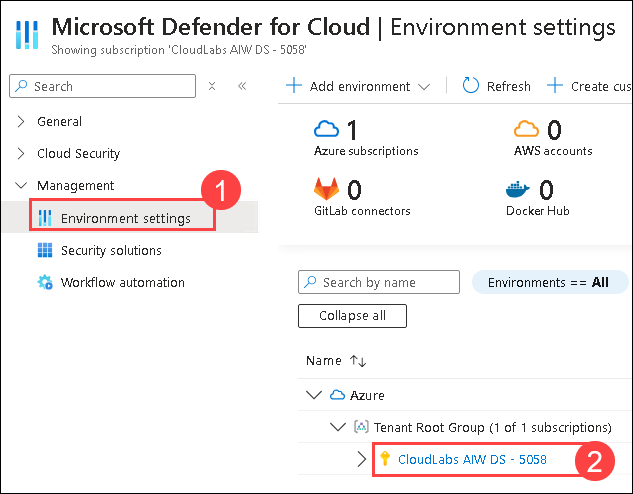 Microsoft Defender for Cloud | Environment settings
Showing subscription 'CloudLabs AIW DS - 5058'
Search
General
Cloud Security
Management
1
Environment settings
Security solutions
Workflow automation
Add environment
Refresh
Create cus
1
Azure subscriptions
0
AWS accounts
0
GitLab connectors
0
Docker Hub
Search by name
Environments == All
Collapse all
Name
Azure
Tenant Root Group (1 of 1 subscriptions)
CloudLabs AIW DS - 5058
2